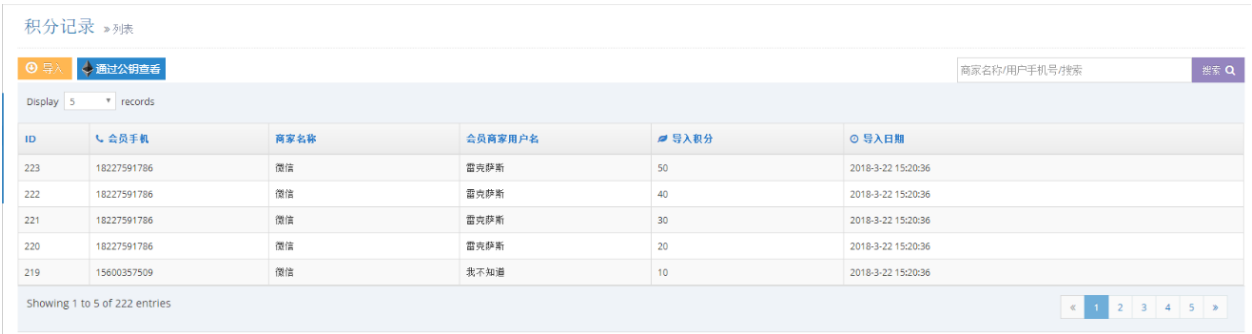 积分记录 » 列表
导入 通过公钥查看 商家名称/用户手机号/搜索 搜索
Display 5 records
ID 会员手机 商家名称 会员商家用户名 导入积分 导入日期
223 18227591786 微信 雷克萨斯 50 2018-3-22 15:20:36
222 18227591786 微信 雷克萨斯 40 2018-3-22 15:20:36
221 18227591786 微信 雷克萨斯 30 2018-3-22 15:20:36
220 18227591786 微信 雷克萨斯 20 2018-3-22 15:20:36
219 15600357509 微信 我不知道 10 2018-3-22 15:20:36
Showing 1 to 5 of 222 entries « 1 2 3 4 5 »